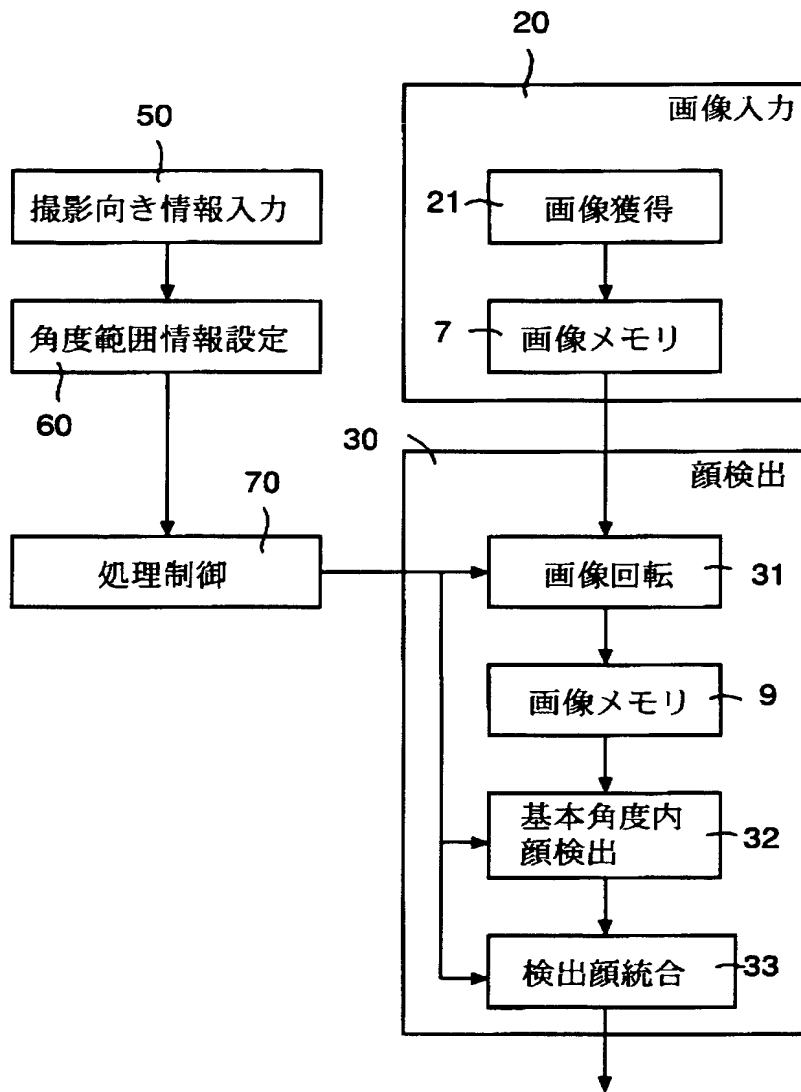 20
画像入力
50
撮影向き情報入力
21
画像獲得
角度範囲情報設定
60
7
画像メモリ
30
顔検出
70
処理制御
画像回転
31
画像メモリ
9
基本角度内
顔検出
32
検出顔統合
33